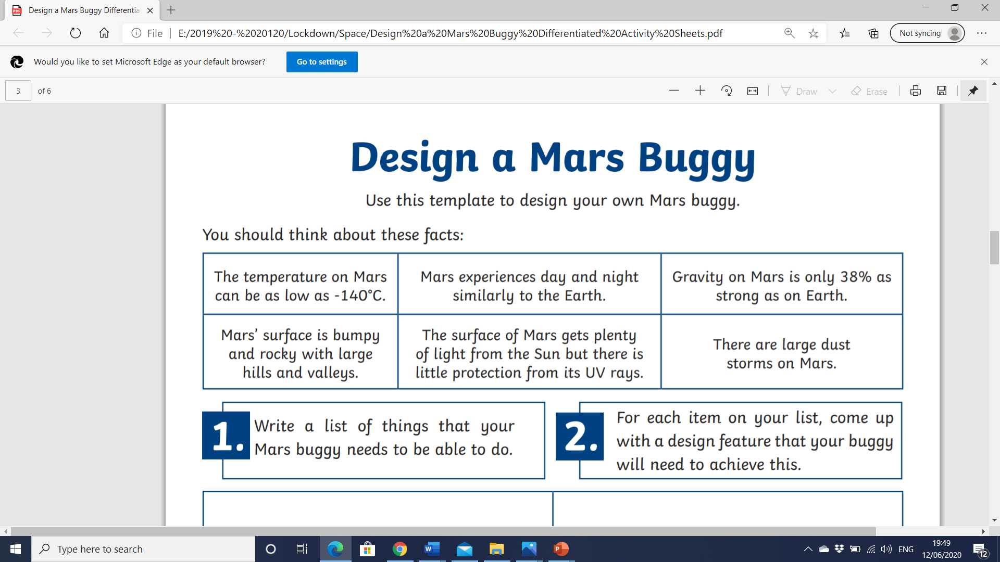 Design a Mars Buggy Differentia
File
E:/2019%20-%2020120/Lockdown/Space/Design%20a%20Mars%20Buggy%20Differentiated%20Activity%20Sheets.pdf
Not syncing
Would you like to set Microsoft Edge as your default browser?
Go to settings
3 of 6
Draw
Erase
Design a Mars Buggy
Use this template to design your own Mars buggy.
You should think about these facts:
The temperature on Mars
can be as low as -140°C.
Mars experiences day and night
similarly to the Earth.
Gravity on Mars is only 38% as
strong as on Earth.
Mars’ surface is bumpy
and rocky with large
hills and valleys.
The surface of Mars gets plenty
of light from the Sun but there is
little protection from its UV rays.
There are large dust
storms on Mars.
1.
Write a list of things that your
Mars buggy needs to be able to do.
2.
For each item on your list, come up
with a design feature that your buggy
will need to achieve this.
Type here to search
ENG
19:49
12/06/2020
12